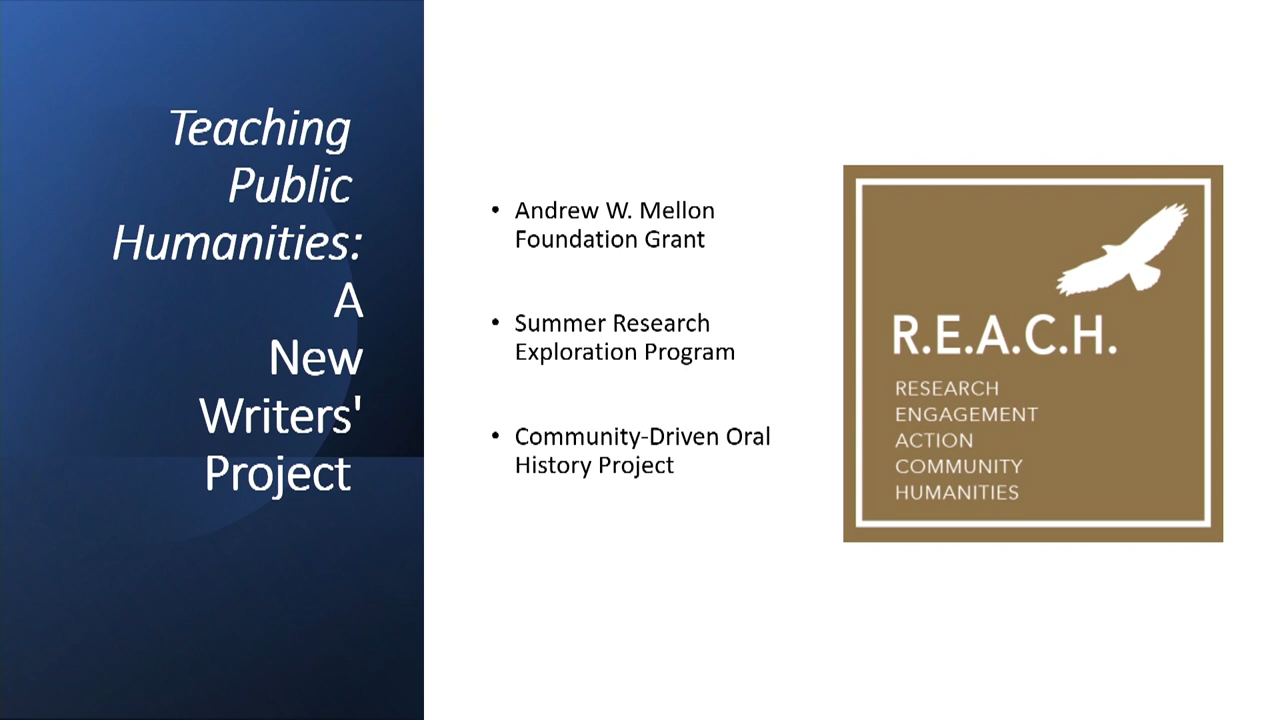 Teaching
Public
Humanities:
A
New
Writers'
Project
• Andrew W. Mellon
Foundation Grant
• Summer Research
Exploration Program
• Community-Driven Oral
History Project
R.E.A.C.H.
RESEARCH
ENGAGEMENT
ACTION
COMMUNITY
HUMANITIES